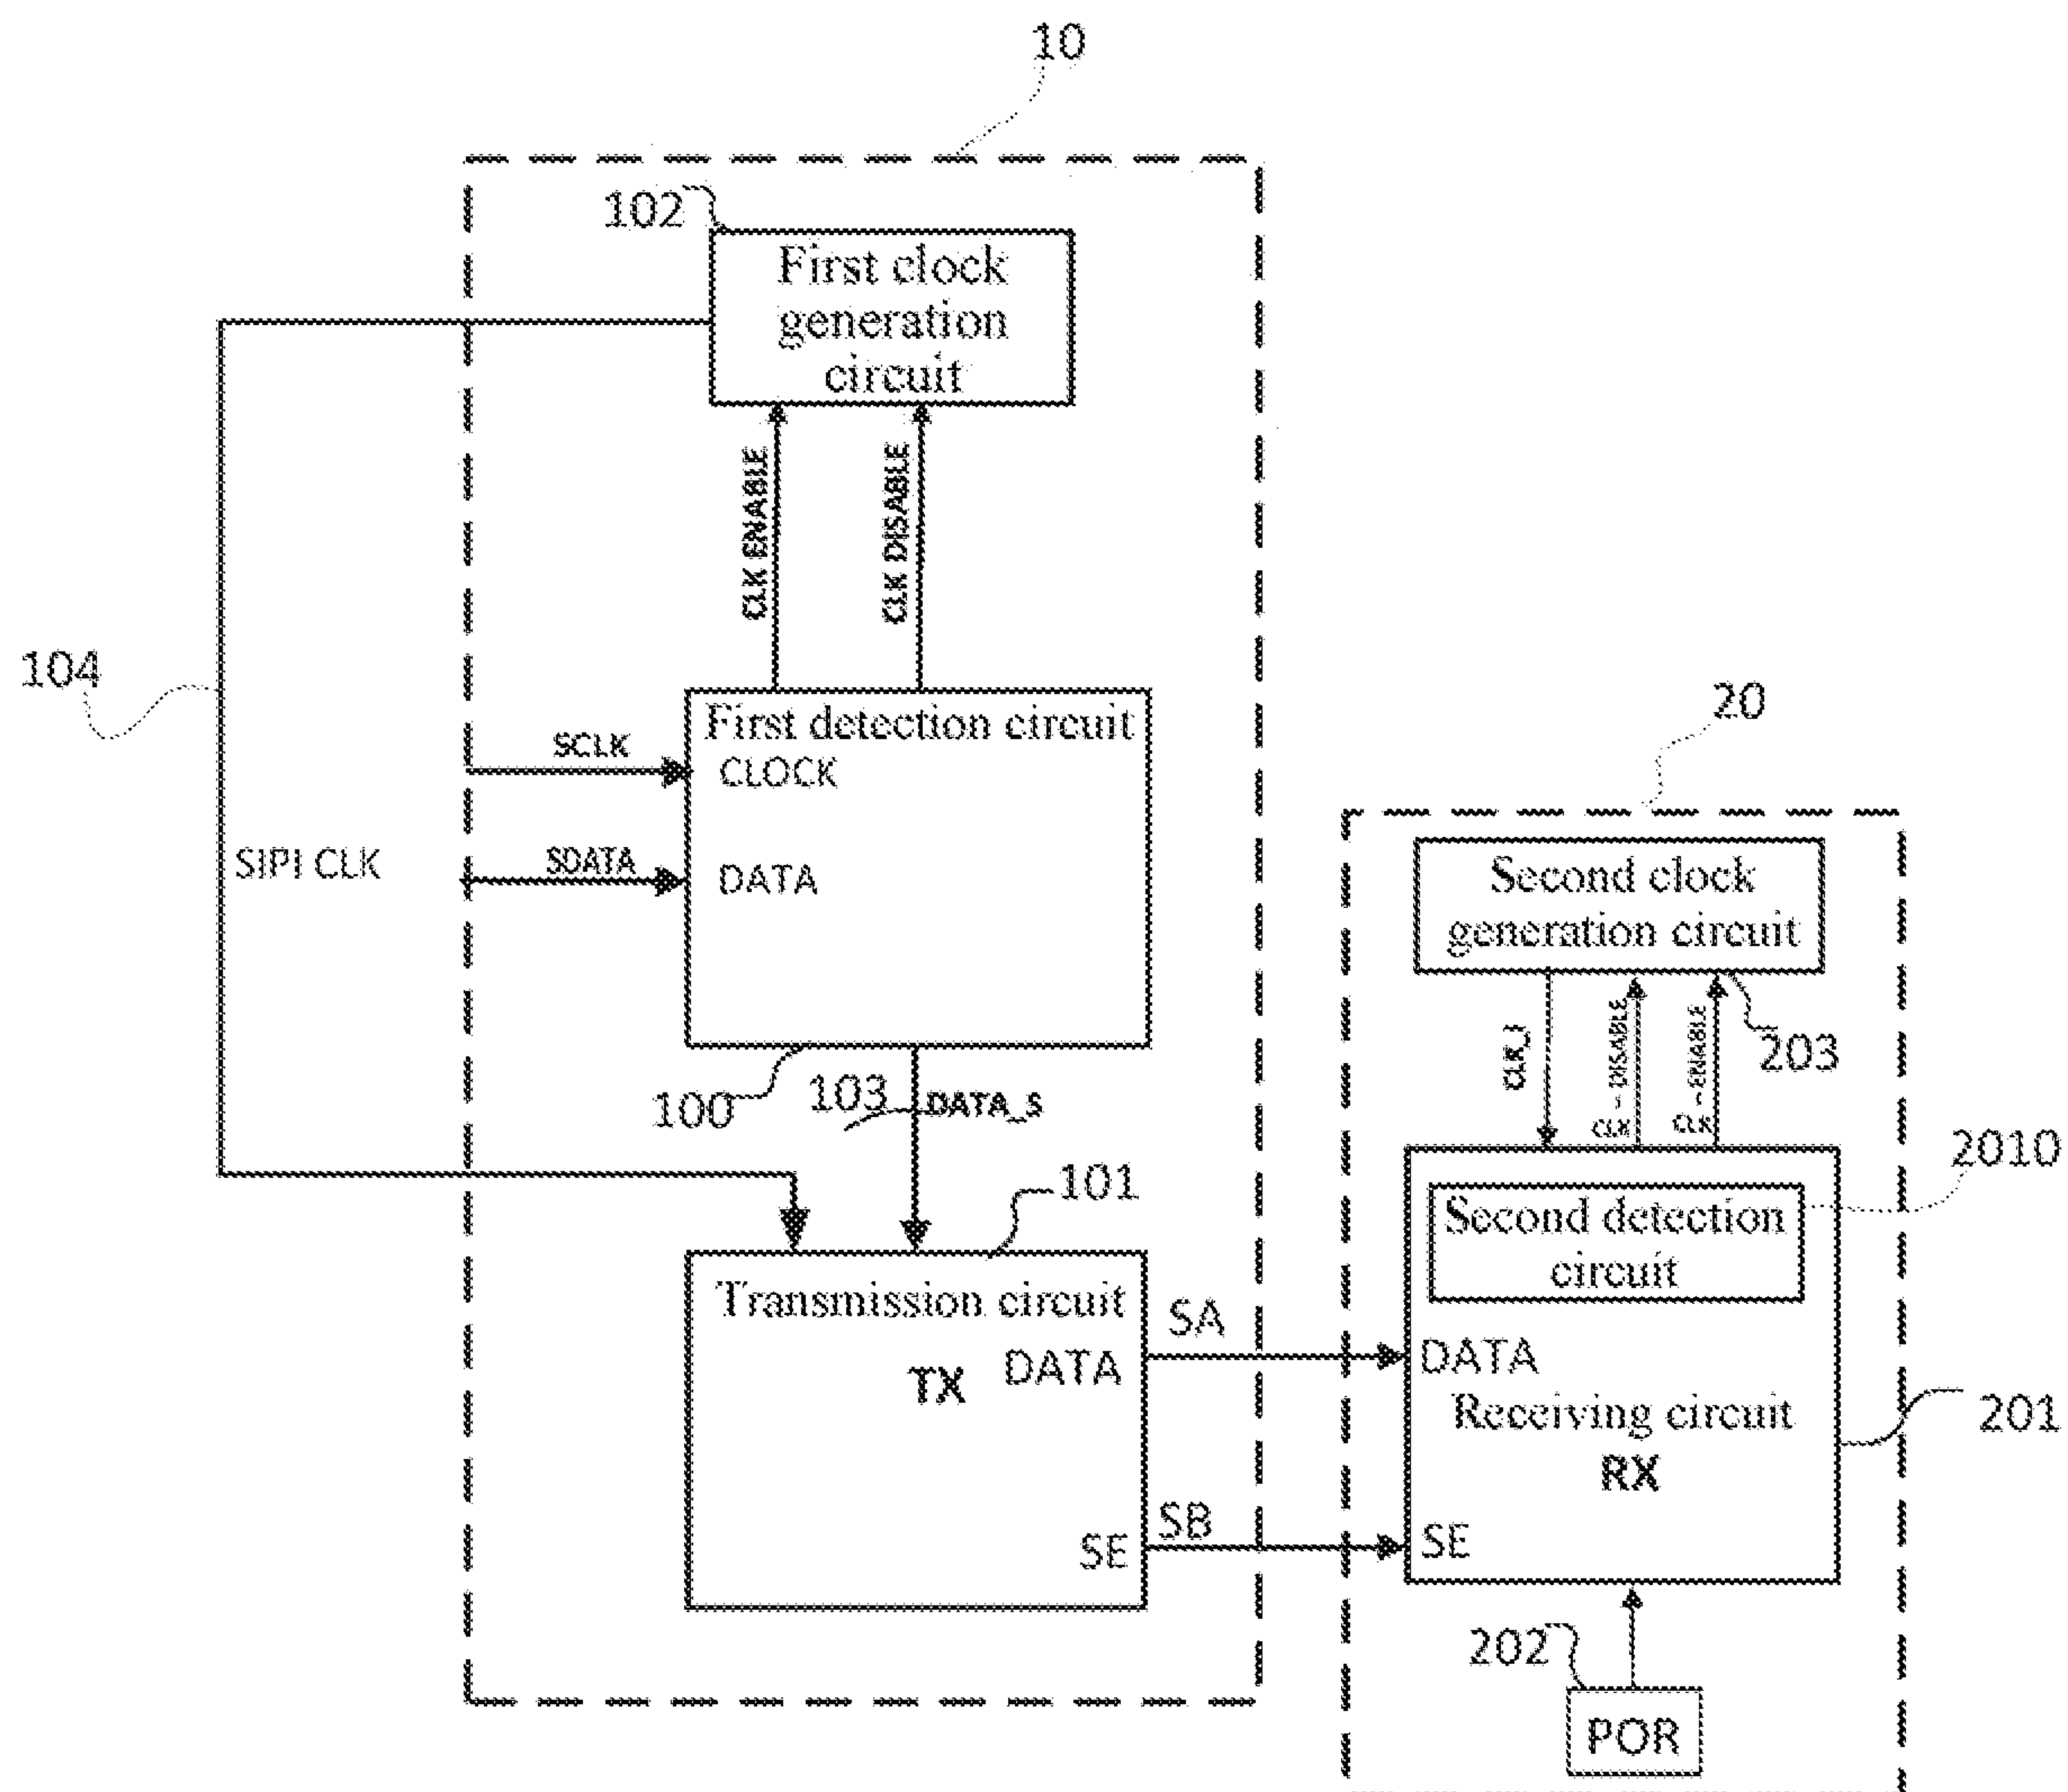 10
102
First clock
generation
circuit
CLK ENABLE
CLK DISABLE
104
First detection circuit
SCLK
CLOCK
SIPI CLK
SDATA
DATA
20
Second clock
generation circuit
203
CLK_I
CLK - DISABLE
CLK - ENABLE
100
103
DATA_S
2010
Second detection
circuit
101
Transmission circuit
TX
DATA
SA
DATA
Receiving circuit
RX
201
SE
SB
SE
202
POR